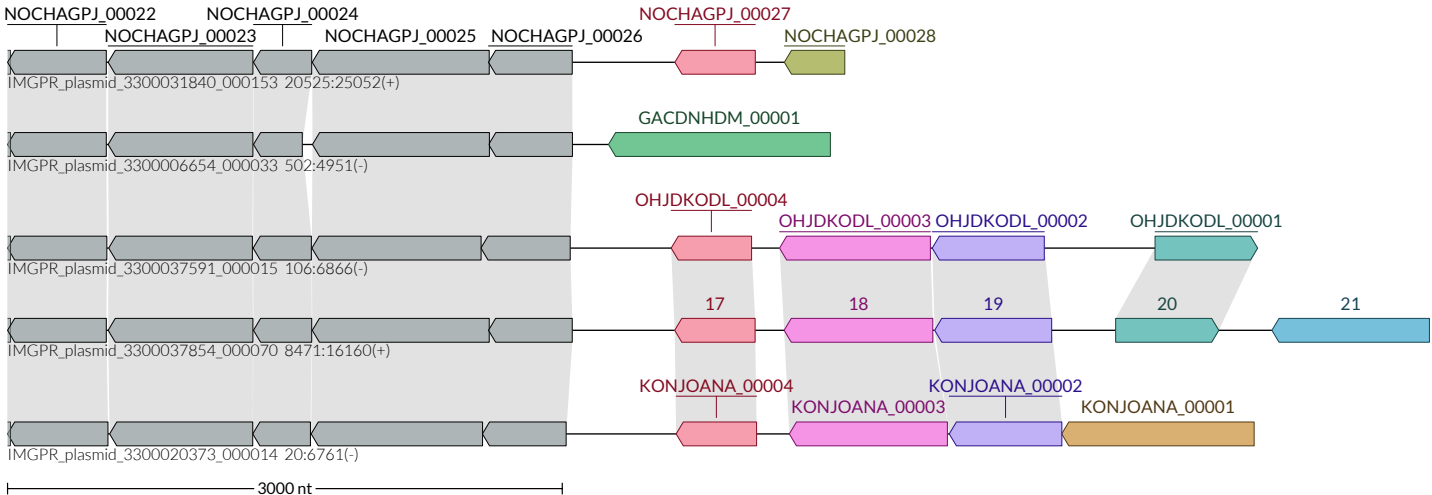 NOCHAGPJ_00022 NOCHAGPJ_00024 NOCHAGPJ_00027
NOCHAGPJ_00023 NOCHAGPJ_00025 NOCHAGPJ_00026 NOCHAGPJ_00028
IMGPR_plasmid_3300031840_000153 20525:25052(+)
GACDNHDM_00001
IMGPR_plasmid_3300006654_000033 502:4951(-)
OHJDKODL_00004
OHJDKODL_00003 OHJDKODL_00002 OHJDKODL_00001
IMGPR_plasmid_3300037591_000015 106:6866(-)
17 18 19 20 21
IMGPR_plasmid_3300037854_000070 8471:16160(+)
KONJOANA_00004 KONJOANA_00002
KONJOANA_00003 KONJOANA_00001
IMGPR_plasmid_3300020373_000014 20:6761(-)
3000 nt